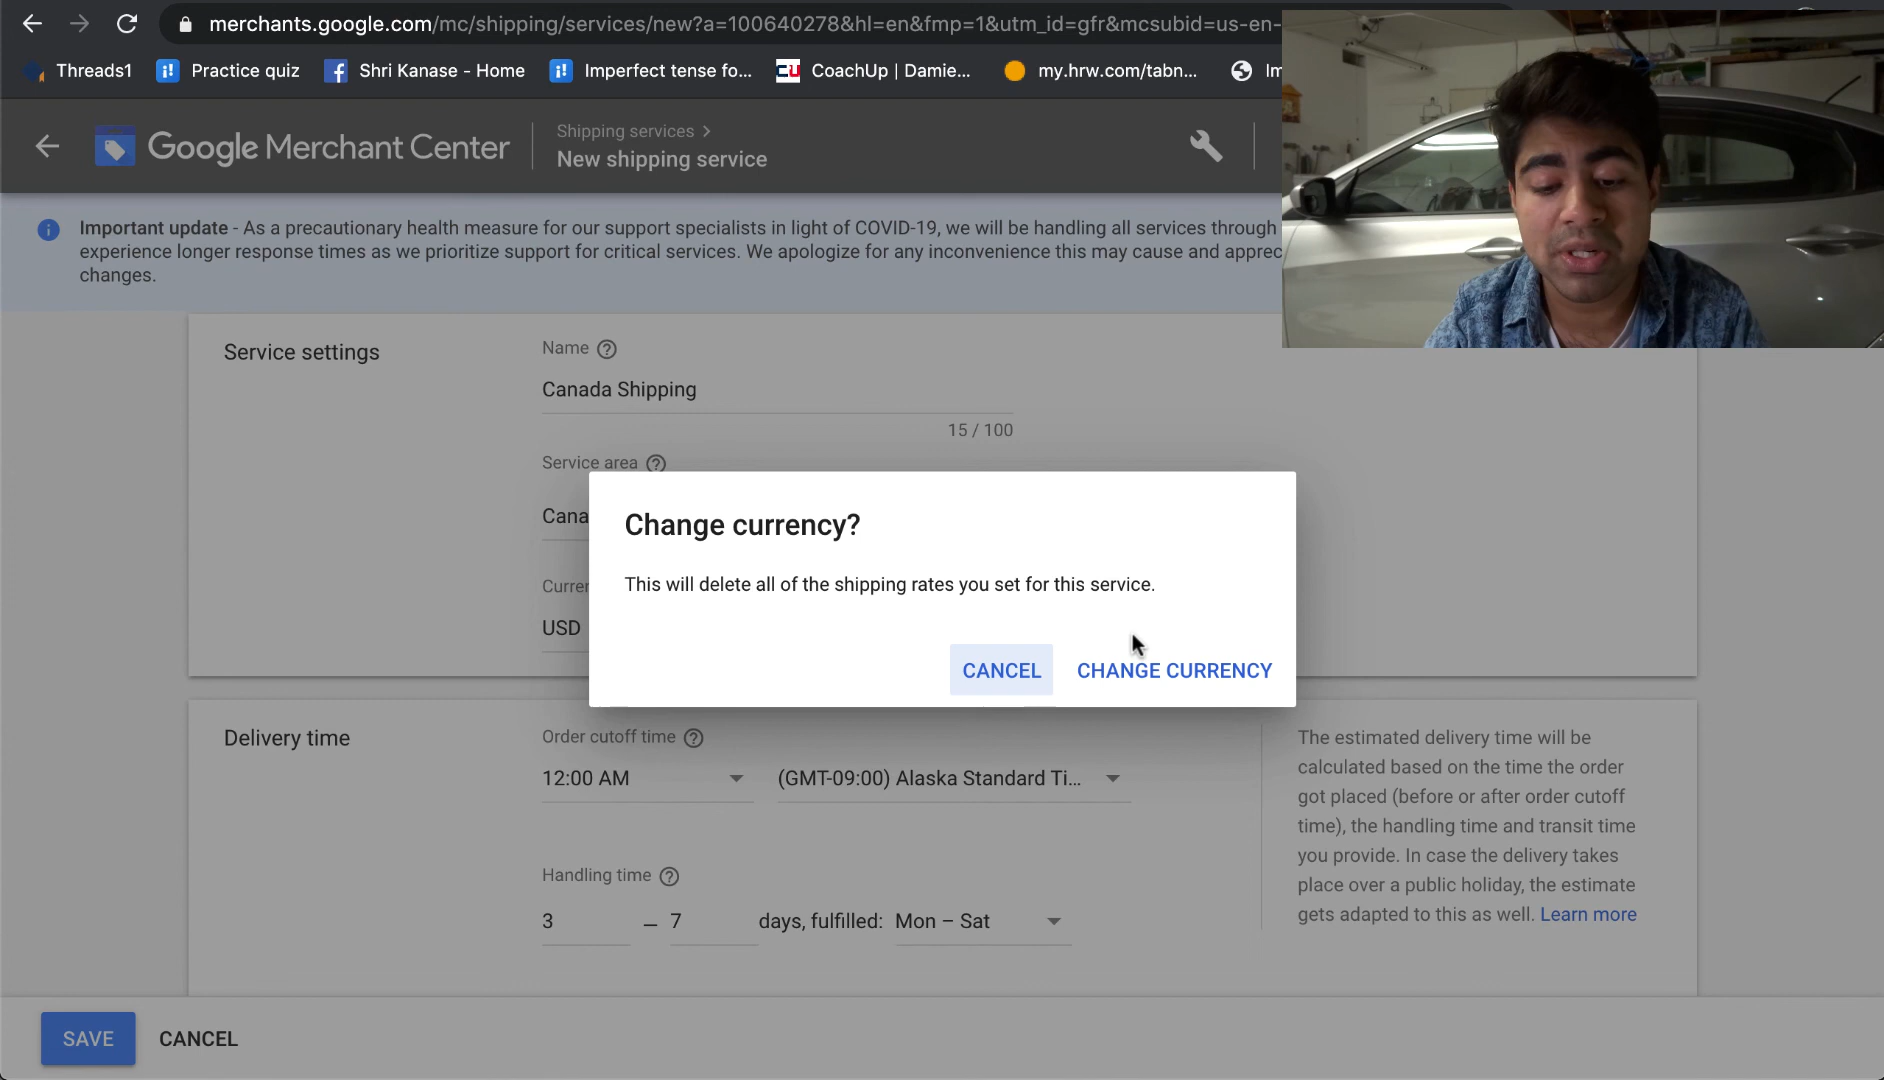 merchants.google.com/mc/shipping/services/new?a=100640278&hl=en&fmp=1&utm_id=gfr&mcsubid=us-en-
Threads1 Practice quiz Shri Kanase - Home Imperfect tense fo... CoachUp | Damie... my.hrw.com/tabn... Im
Google Merchant Center
Shipping services >
New shipping service
Important update - As a precautionary health measure for our support specialists in light of COVID-19, we will be handling all services through
experience longer response times as we prioritize support for critical services. We apologize for any inconvenience this may cause and apprec
changes.
Service settings
Name
Canada Shipping
15 / 100
Service area
Cana
Curren
USD
Change currency?
This will delete all of the shipping rates you set for this service.
CANCEL CHANGE CURRENCY
Delivery time
Order cutoff time
12:00 AM (GMT-09:00) Alaska Standard Ti...
Handling time
3 – 7 days, fulfilled: Mon – Sat
The estimated delivery time will be
calculated based on the time the order
got placed (before or after order cutoff
time), the handling time and transit time
you provide. In case the delivery takes
place over a public holiday, the estimate
gets adapted to this as well. Learn more
SAVE CANCEL